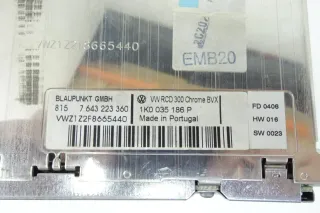 VWZ1Z2F8665440
EMB20
BLAUPUNKT GMBH
815 7 643 223 360
VWZ1Z2F8665440
VW RCD 300 Chrome BVX
1K0 035 186 P
Made in Portugal
FD 0406
HW 016
SW 0023